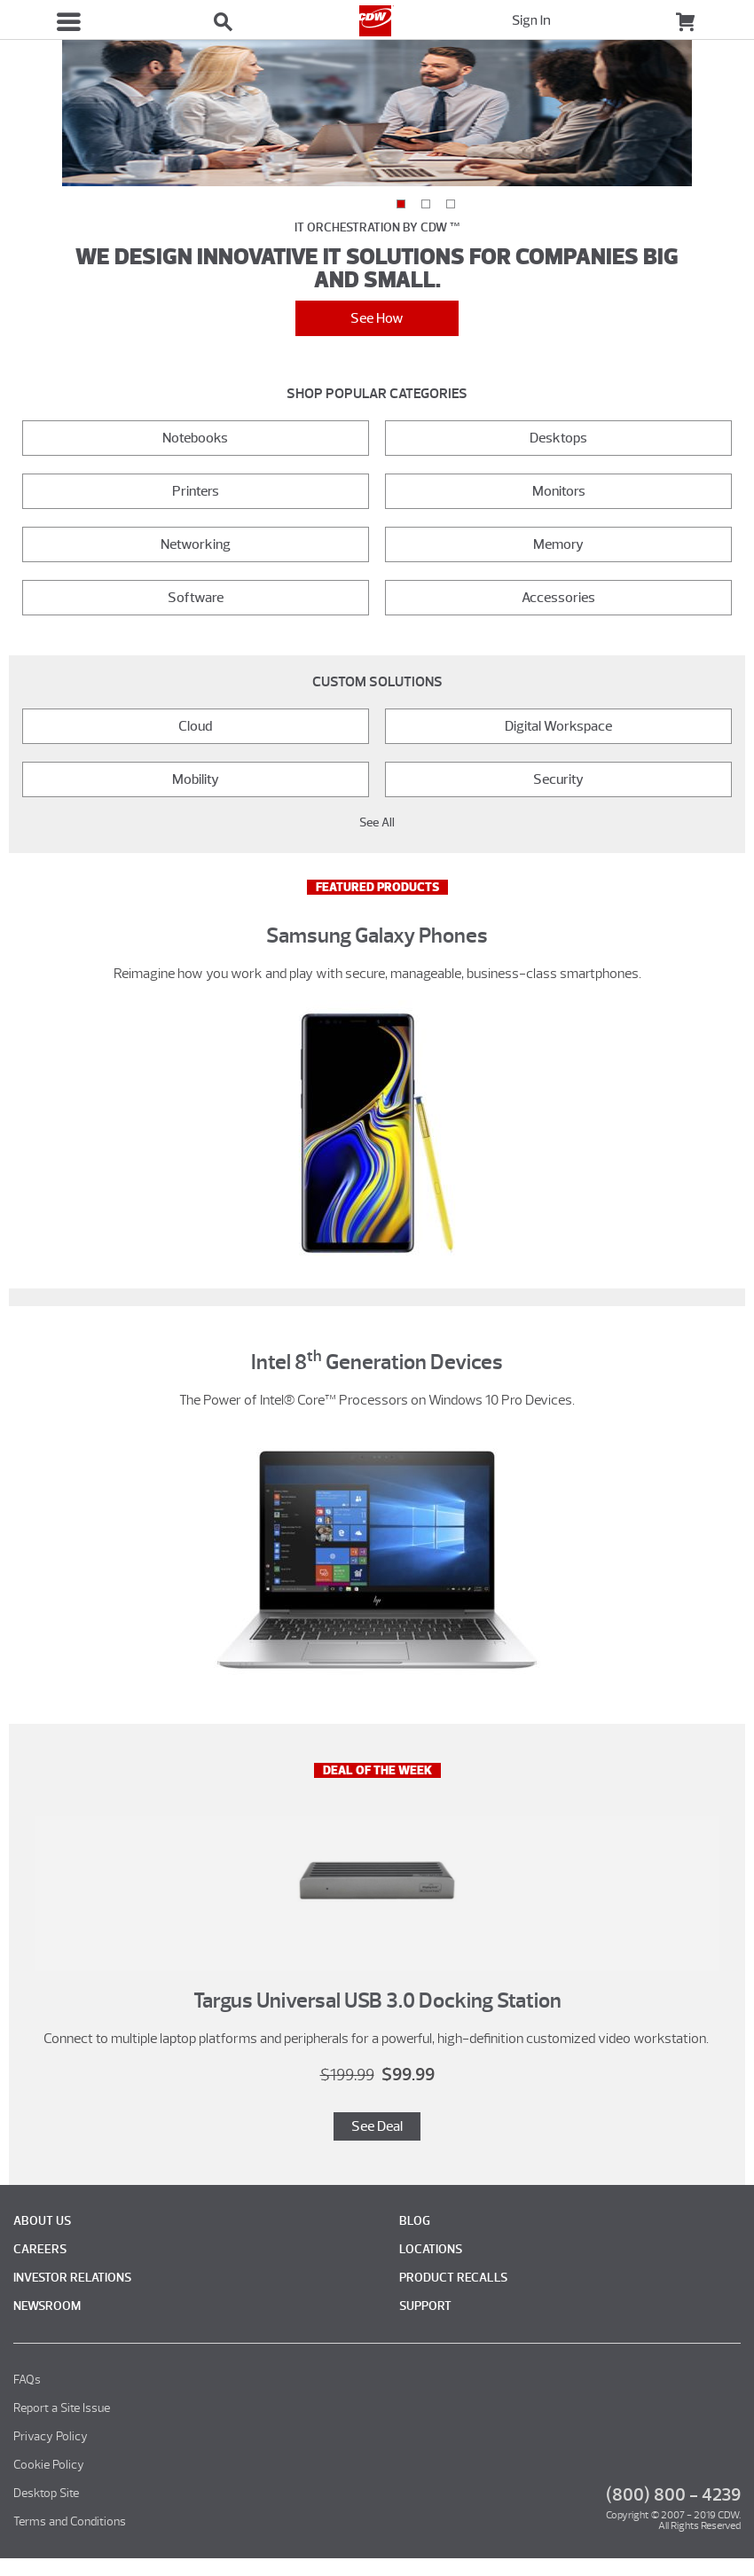 CDW
Sign In
IT ORCHESTRATION BY CDW ™
WE DESIGN INNOVATIVE IT SOLUTIONS FOR COMPANIES BIG
AND SMALL.
See How
SHOP POPULAR CATEGORIES
Notebooks
Desktops
Printers
Monitors
Networking
Memory
Software
Accessories
CUSTOM SOLUTIONS
Cloud
Digital Workspace
Mobility
Security
See All
FEATURED PRODUCTS
Samsung Galaxy Phones
Reimagine how you work and play with secure, manageable, business-class smartphones.
Intel 8th Generation Devices
The Power of Intel® Core™ Processors on Windows 10 Pro Devices.
hp
DEAL OF THE WEEK
Targus Universal USB 3.0 Docking Station
Connect to multiple laptop platforms and peripherals for a powerful, high-definition customized video workstation.
$199.99 $99.99
See Deal
ABOUT US
BLOG
CAREERS
LOCATIONS
INVESTOR RELATIONS
PRODUCT RECALLS
NEWSROOM
SUPPORT
FAQs
Report a Site Issue
Privacy Policy
Cookie Policy
Desktop Site
Terms and Conditions
(800) 800 - 4239
Copyright © 2007 - 2019 CDW.
All Rights Reserved